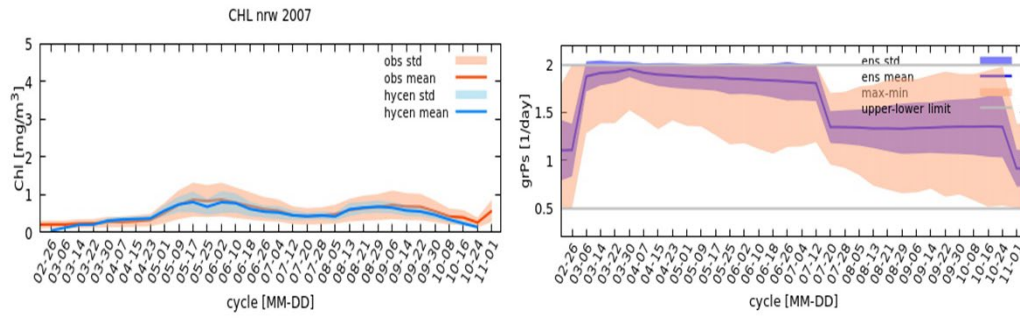 CHL nrw 2007
Chl [mg/m³]
5
4
3
2
1
0
obs std
obs mean
hycen std
hycen mean
02-26 03-06 03-14 03-22 03-30 04-07 04-15 04-23 05-01 05-09 05-17 05-25 06-02 06-10 06-18 06-26 07-04 07-12 07-20 07-28 08-05 08-13 08-21 08-29 09-06 09-14 09-22 09-30 10-08 10-16 10-24 11-01
cycle [MM-DD]
grPs [1/day]
2
1.5
1
0.5
ens std
ens mean
max-min
upper-lower limit
02-26 03-06 03-14 03-22 03-30 04-07 04-15 04-23 05-01 05-09 05-17 05-25 06-02 06-10 06-18 06-26 07-04 07-12 07-20 07-28 08-05 08-13 08-21 08-29 09-06 09-14 09-22 09-30 10-08 10-16 10-24 11-01
cycle [MM-DD]